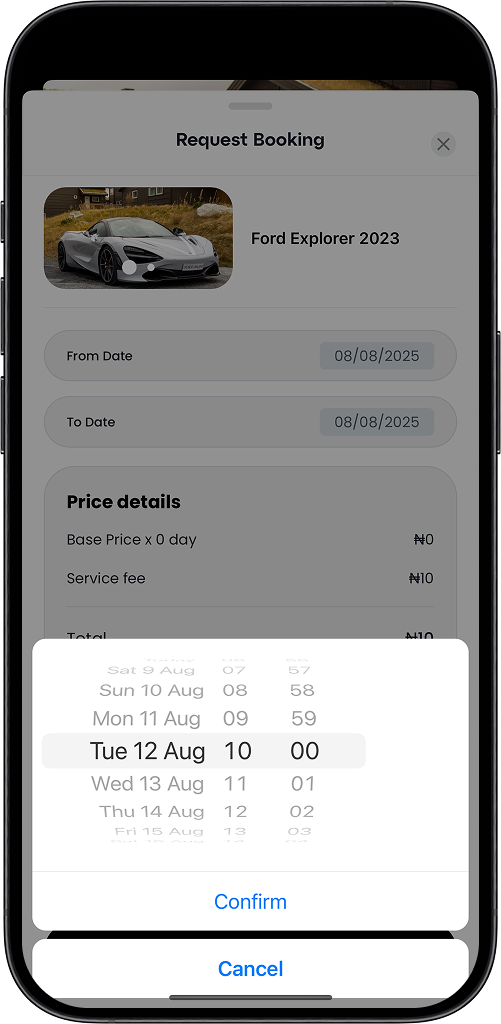 Request Booking
Ford Explorer 2023
From Date 08/08/2025
To Date 08/08/2025
Price details
Base Price x 0 day ₦0
Service fee ₦10
Total ₦10
Sat 9 Aug 07 57
Sun 10 Aug 08 58
Mon 11 Aug 09 59
Tue 12 Aug 10 00
Wed 13 Aug 11 01
Thu 14 Aug 12 02
Fri 15 Aug 13 03
Confirm
Cancel